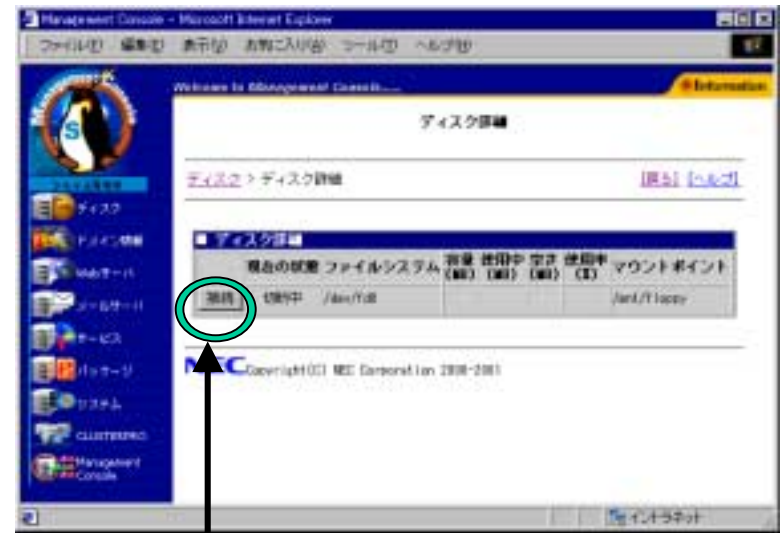 Management Console - Microsoft Internet Explorer
ファイル(F) 編集(E) 表示(V) お気に入り(A) ツール(T) ヘルプ(H)
Management Console
Welcome to Management Console
Information
ディスク詳細
ディスク > ディスク詳細
[戻る] [ヘルプ]
ディスク
ドメイン情報
Webサーバ
メールサーバ
サービス
パッケージ
システム
CLUSTERPRO
Management Console
■ ディスク詳細
現在の状態 ファイルシステム 容量(MB) 使用中(MB) 空き(MB) 使用率(%) マウントポイント
接続 切断中 /dev/fd0 /mnt/floppy
NEC Copyright(C) NEC Corporation 2000-2001
イントラネット